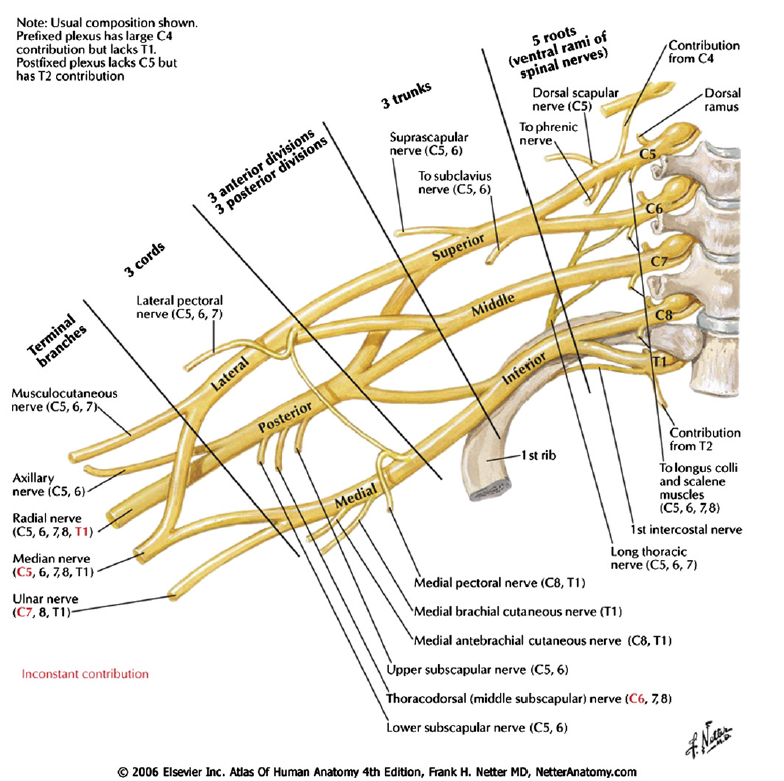 Note: Usual composition shown.
Prefixed plexus has large C4
contribution but lacks T1.
Postfixed plexus lacks C5 but
has T2 contribution
5 roots
(ventral rami of
spinal nerves)
Contribution
from C4
3 trunks
Dorsal scapular
nerve (C5)
Dorsal
ramus
To phrenic
nerve
Suprascapular
nerve (C5, 6)
3 anterior divisions
3 posterior divisions
To subclavius
nerve (C5, 6)
C5
C6
3 cords
Superior
C7
Lateral pectoral
nerve (C5, 6, 7)
Middle
C8
Terminal
branches
Lateral
Inferior
T1
Musculocutaneous
nerve (C5, 6, 7)
Posterior
Contribution
from T2
1st rib
Axillary
nerve (C5, 6)
To longus colli
and scalene
muscles
(C5, 6, 7, 8)
Medial
Radial nerve
(C5, 6, 7, 8, T1)
1st intercostal nerve
Long thoracic
nerve (C5, 6, 7)
Median nerve
(C5, 6, 7, 8, T1)
Medial pectoral nerve (C8, T1)
Ulnar nerve
(C7, 8, T1)
Medial brachial cutaneous nerve (T1)
Medial antebrachial cutaneous nerve (C8, T1)
Inconstant contribution
Upper subscapular nerve (C5, 6)
Thoracodorsal (middle subscapular) nerve (C6, 7, 8)
Lower subscapular nerve (C5, 6)
F. Netter M.D.
© 2006 Elsevier Inc. Atlas Of Human Anatomy 4th Edition, Frank H. Netter MD, NetterAnatomy.com